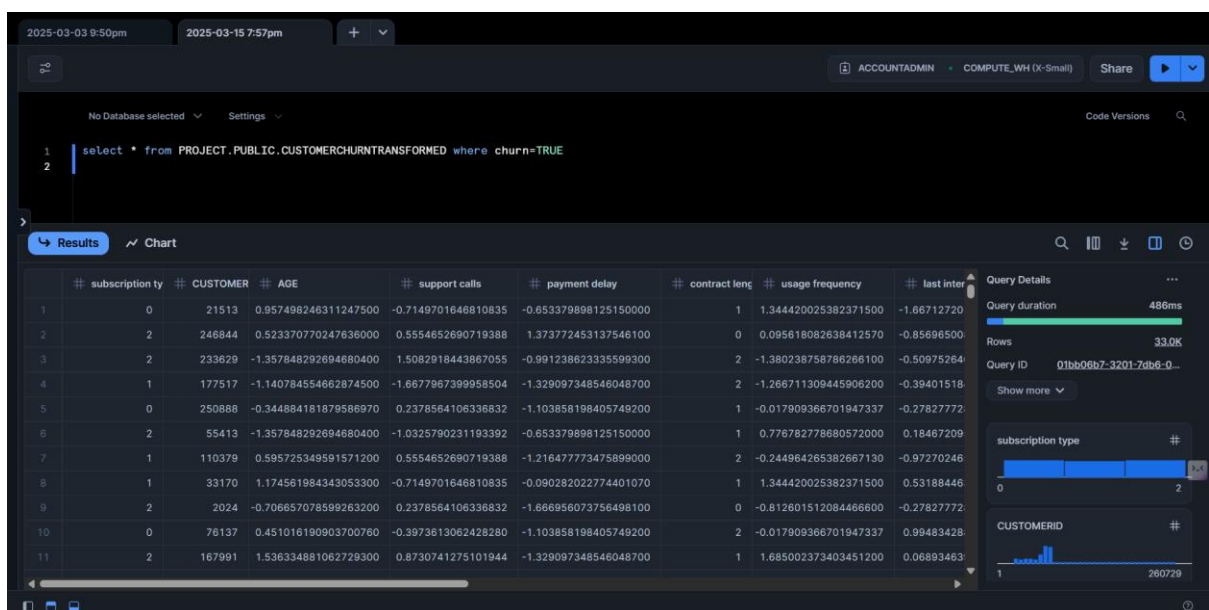 2025-03-03 9:50pm 2025-03-15 7:57pm
ACCOUNTADMIN COMPUTE_WH (X-Small) Share
No Database selected Settings Code Versions
1 select * from PROJECT.PUBLIC.CUSTOMERCHURNTRANSFORMED where churn=TRUE
2
Results Chart
# subscription ty # CUSTOMER # AGE # support calls # payment delay # contract leng # usage frequency # last inter
1 0 21513 0.957498246311247500 -0.7149701646810835 -0.653379898125150000 1 1.344420025382371500 -1.66712720
2 2 246844 0.523370770247636000 0.5554652690719388 1.373772453137546100 0 0.095618082638412570 -0.85696500
3 2 233629 -1.357848292694680400 1.5082918443867055 -0.991238623335599300 2 -1.380238758786266100 -0.50975264
4 1 177517 -1.140784554662874500 -1.6677967399958504 -1.329097348546048700 2 -1.266711309445906200 -0.39401518
5 0 250888 -0.344884181879586970 0.2378564106336832 -1.103858198405749200 1 -0.017909366701947337 -0.27827772
6 2 55413 -1.357848292694680400 -1.0325790231193392 -0.653379898125150000 1 0.776782778680572000 0.18467209
7 1 110379 0.595725349591571200 0.5554652690719388 -1.216477773475899000 2 -0.244964265382667130 -0.97270246
8 1 33170 1.174561984343053300 -0.7149701646810835 -0.090282022774401070 1 1.344420025382371500 0.53188446
9 2 2024 -0.706657078599263200 0.2378564106336832 -1.666956073756498100 0 -0.812601512084466600 -0.27827772
10 0 76137 0.451016190903700760 -0.3973613062428280 -1.103858198405749200 2 -0.017909366701947337 0.99483428
11 2 167991 1.536334881062729300 0.8730741275101944 -1.329097348546048700 1 1.685002373403451200 0.06893463
Query Details ...
Query duration 486ms
Rows 33.0K
Query ID 01bb06b7-3201-7db6-0...
Show more
subscription type #
0 2
CUSTOMERID #
1 260729